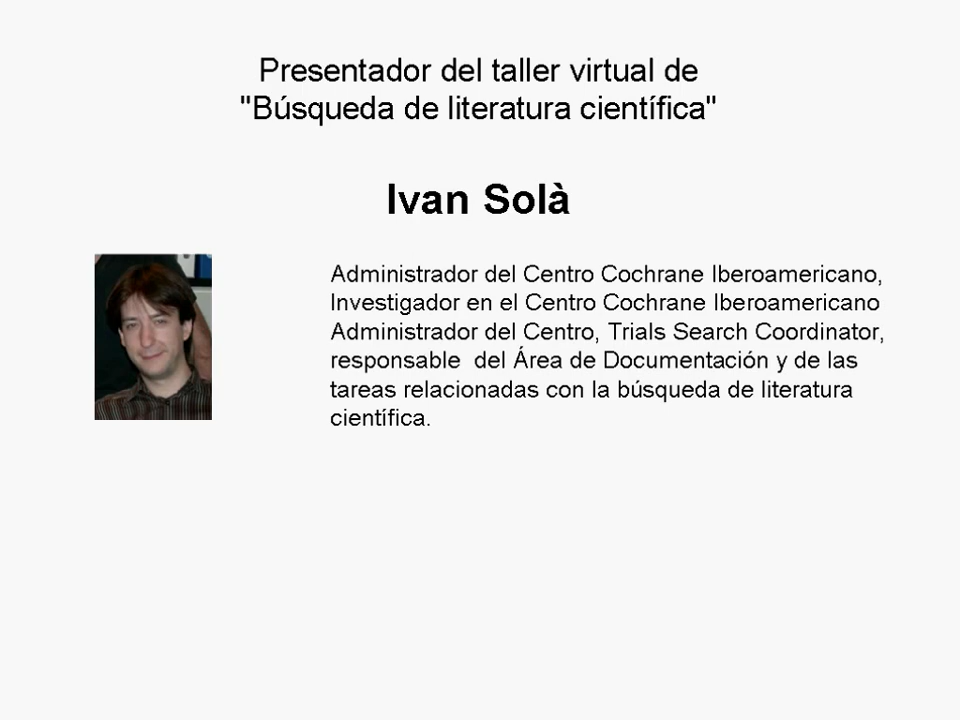 Presentador del taller virtual de
"Búsqueda de literatura científica"
Ivan Solà
Administrador del Centro Cochrane Iberoamericano,
Investigador en el Centro Cochrane Iberoamericano
Administrador del Centro, Trials Search Coordinator,
responsable  del Área de Documentación y de las
tareas relacionadas con la búsqueda de literatura
científica.